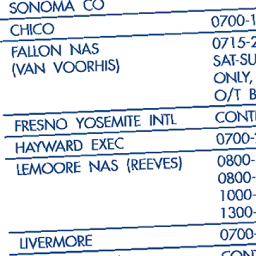 SONOMA CO
CHICO 0700-1
FALLON NAS 0715-2
(VAN VOORHIS) SAT-SU
ONLY,
O/T B
FRESNO YOSEMITE INTL CONTI
HAYWARD EXEC 0700-
LEMOORE NAS (REEVES) 0800-
0800-
1000-
1300-
LIVERMORE 0700-
CONT